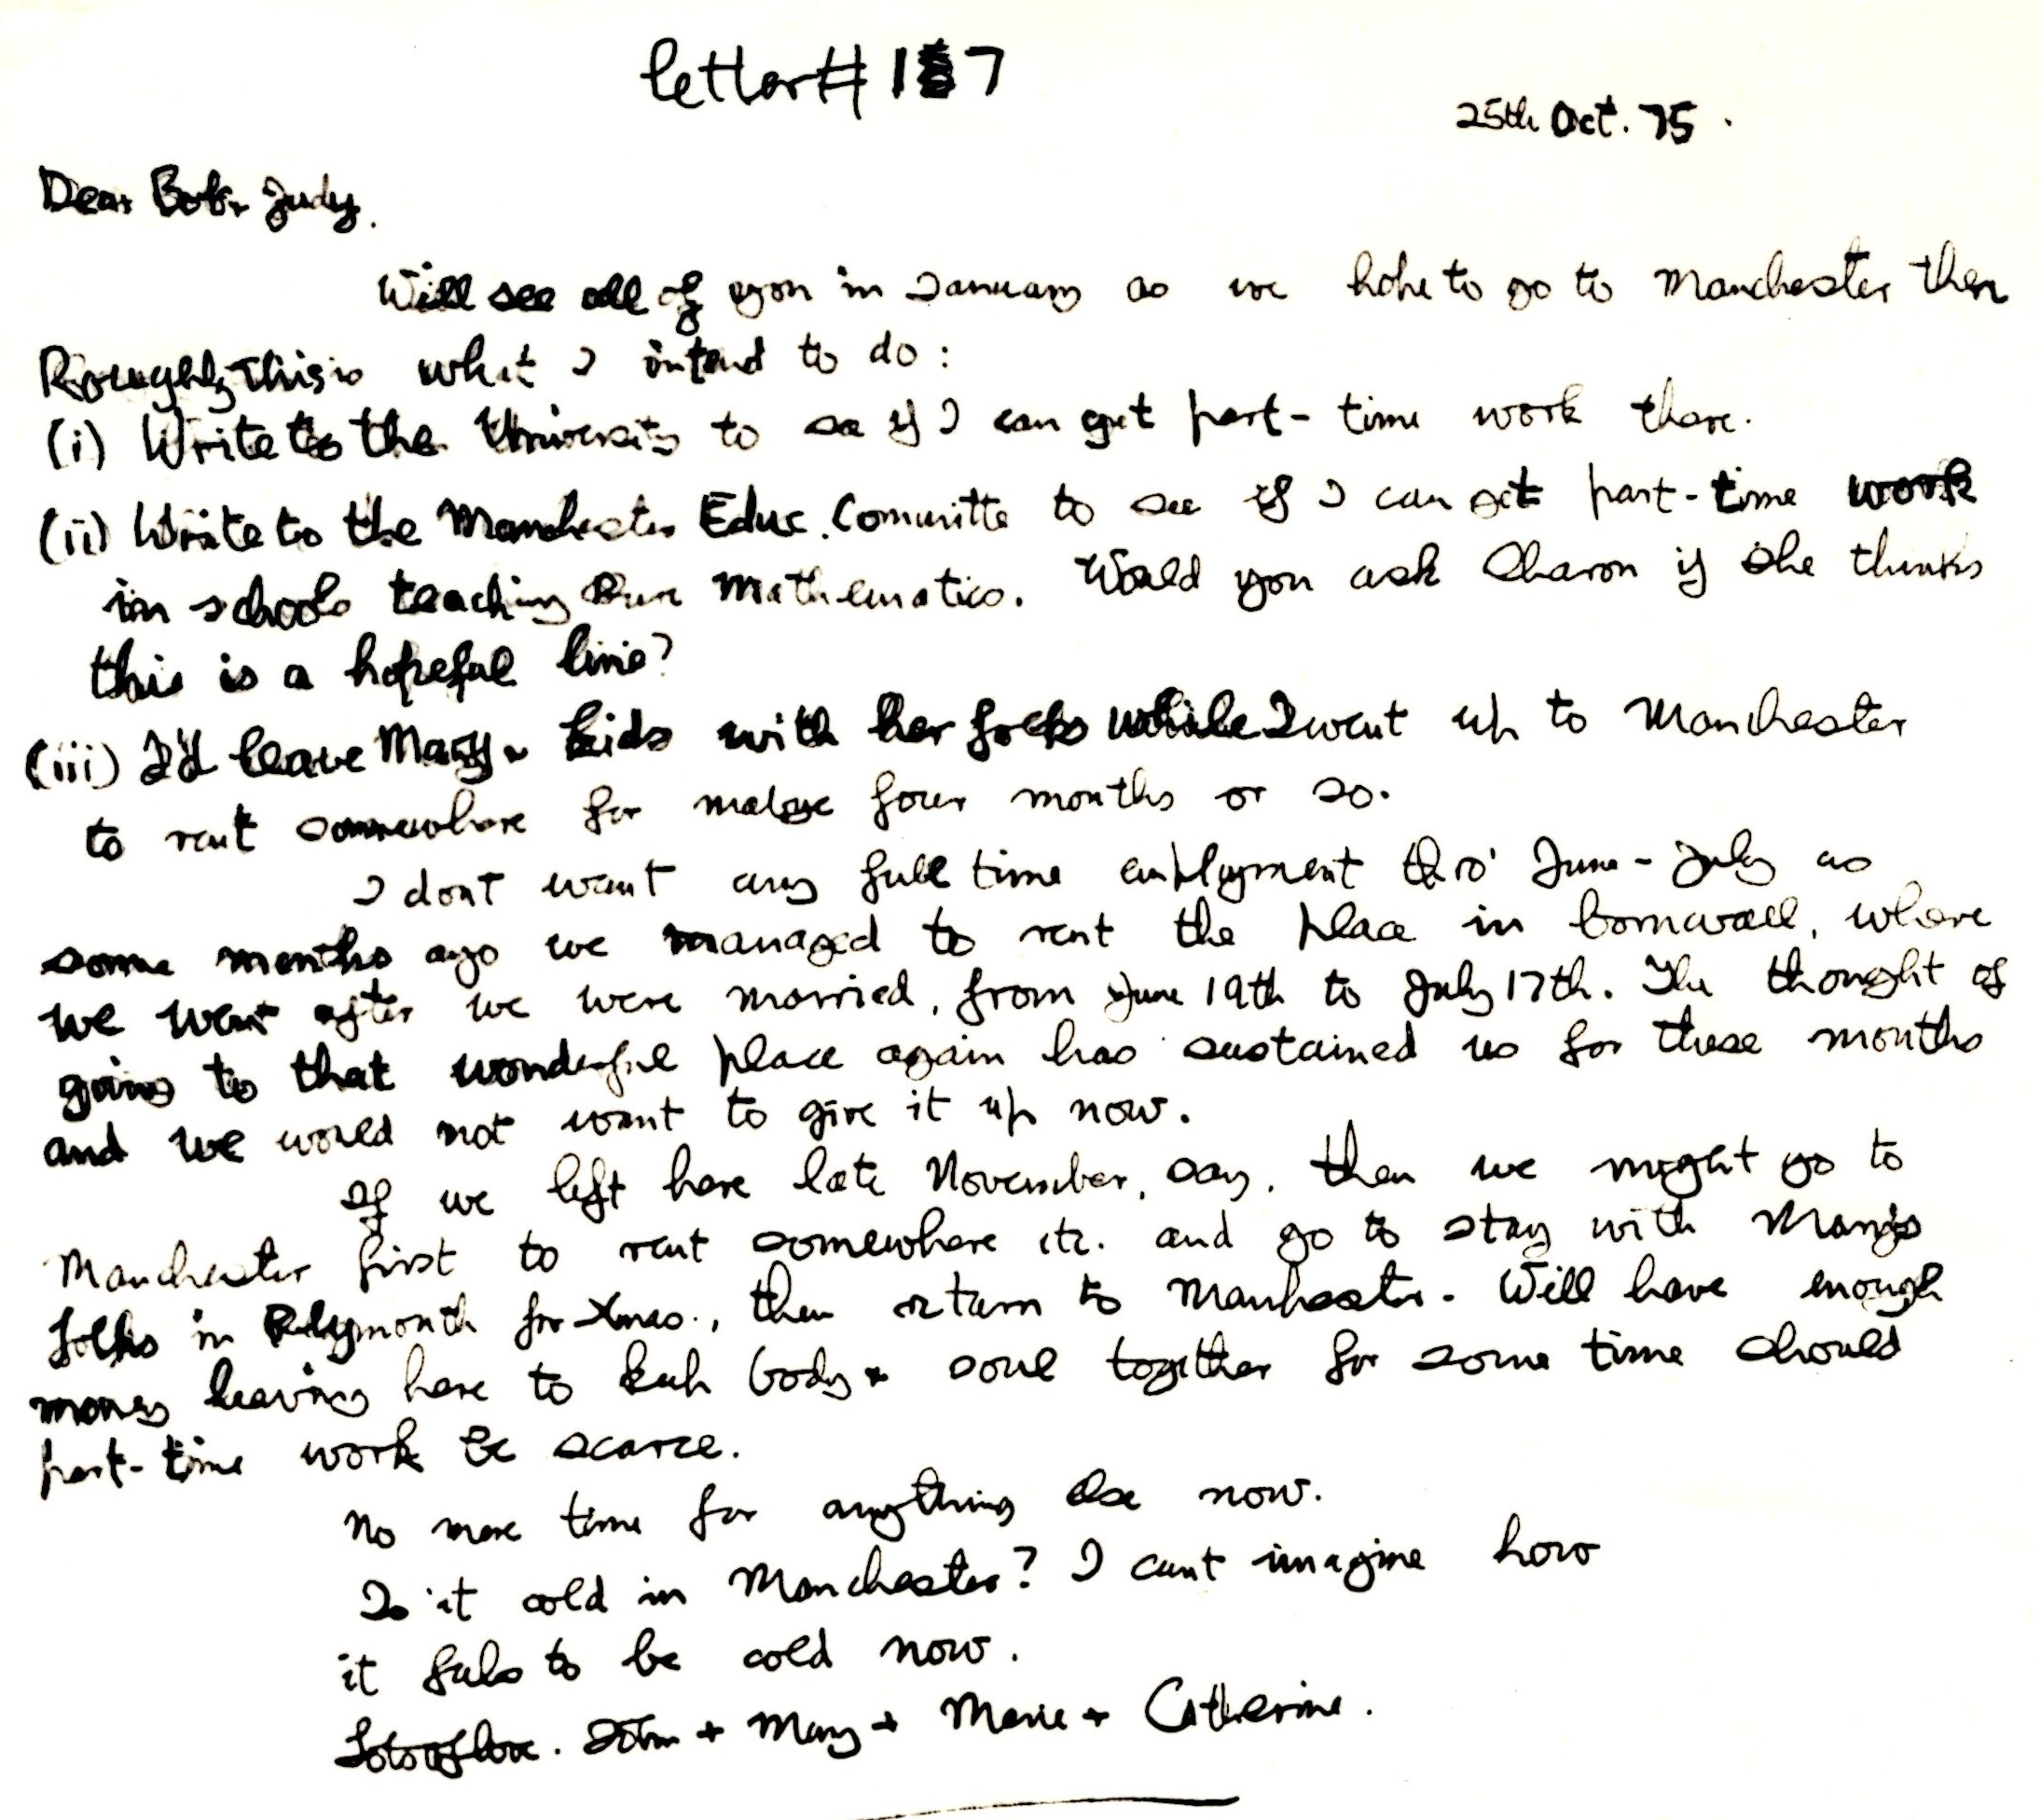 letter # 17
25th Oct. 75.
Dear Bob & Judy.
Will see all of you in January as we hope to go to Manchester then
Roughly This is what I intend to do:
(i) Write to the University to see if I can get part-time work there.
(ii) Write to the Manchester Educ. Committe to see if I can get part-time work
in schools teaching Pure Mathematics. Would you ask Sharon if she thinks
this is a hopeful line?
(iii) I'd leave Mary & kids with her folks while I went up to Manchester
to rent somewhere for maybe four months or so.
I dont want any full time employment thro' June - July as
some months ago we managed to rent the place in Cornwall, where
we went after we were married, from June 19th to July 17th. The thought of
going to that wonderful place again has sustained us for these months
and we would not want to give it up now.
If we left here late November, say, then we might go to
Manchester first to rent somewhere etc. and go to stay with Mary's
folks in Plymouth for Xmas., then return to Manchester. Will have enough
money leaving here to keep body & soul together for some time should
part-time work be scarce.
No more time for anything else now.
Is it cold in Manchester? I cant imagine how
it feels to be cold now.
Lots of love. John + Mary + Marie + Catherine.